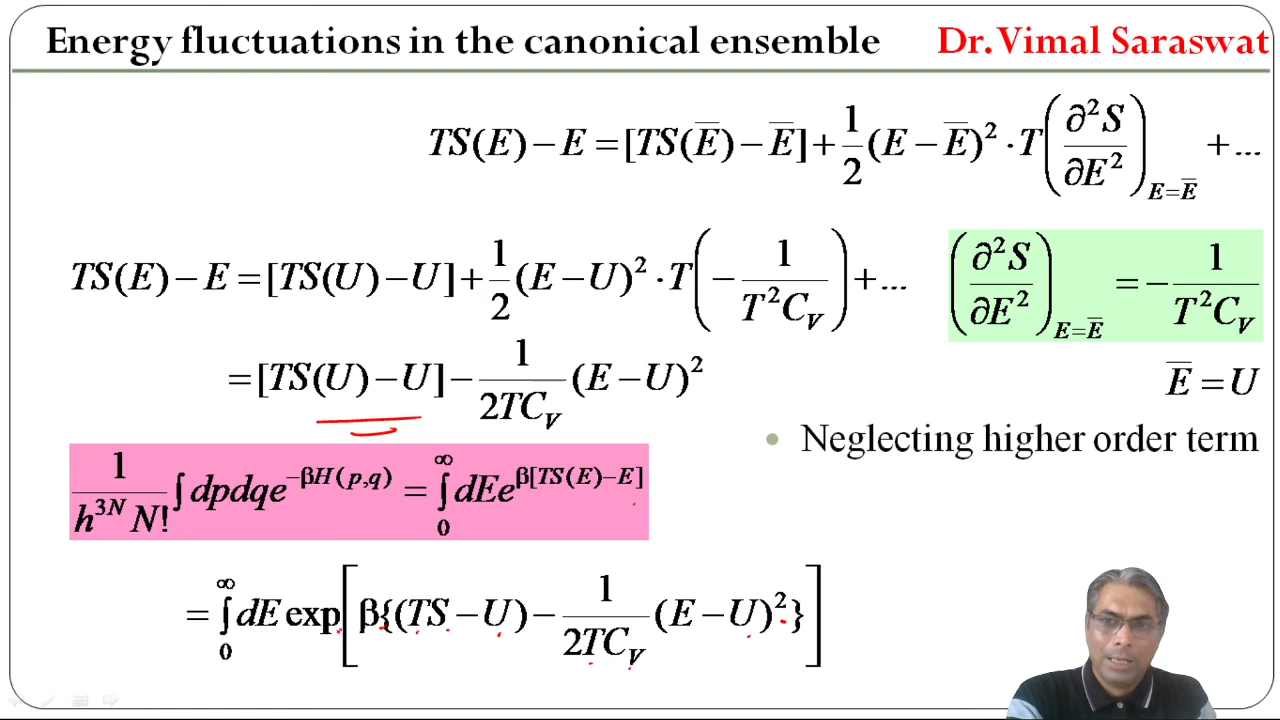 Energy fluctuations in the canonical ensemble Dr. Vimal Saraswat
TS(E) − E = [TS(E̅) − E̅] + 1/2 (E − E̅)² · T (∂²S/∂E²)_{E=E̅} + ...
TS(E) − E = [TS(U) − U] + 1/2 (E − U)² · T (− 1/(T²C_V)) + ... (∂²S/∂E²)_{E=E̅} = − 1/(T²C_V)
= [TS(U) − U] − 1/(2TC_V) (E − U)² E̅ = U
• Neglecting higher order term
1/(h^{3N} N!) ∫ dpdqe^{−βH(p,q)} = ∫_0^∞ dEe^{β[TS(E)−E]}
= ∫_0^∞ dE exp[β{(TS − U) − 1/(2TC_V) (E − U)²}]